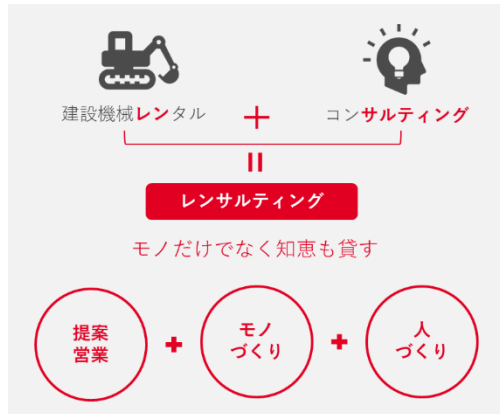 建設機械レンタル + コンサルティング
=
レンサルティング
モノだけでなく知恵も貸す
提案
営業
+
モノ
づくり
+
人
づくり